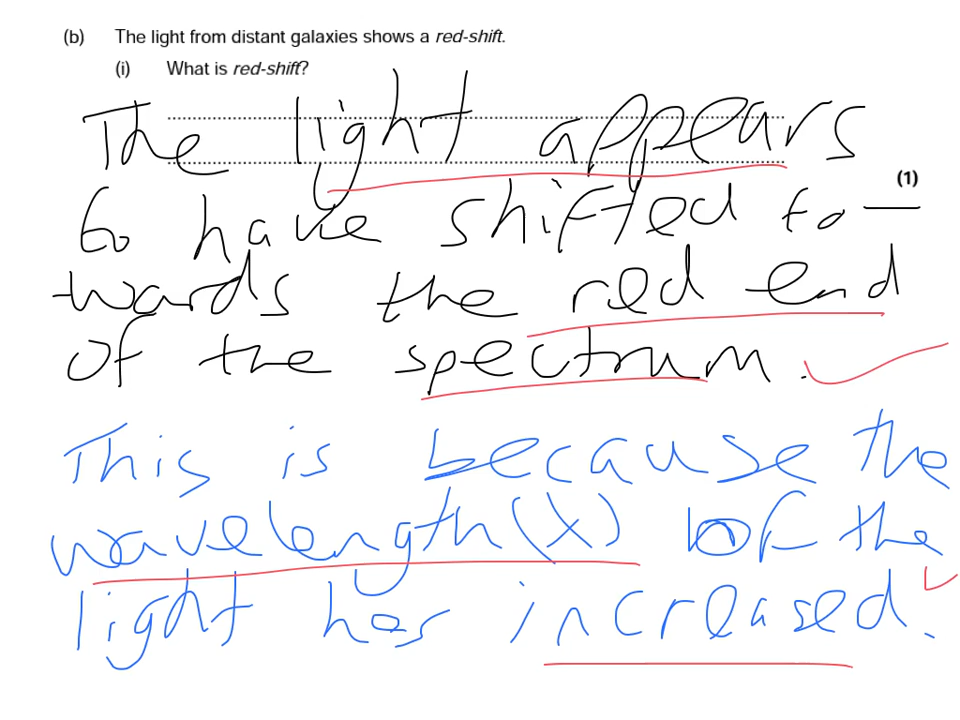 (b) The light from distant galaxies shows a red-shift.
(i) What is red-shift?
The light appears
(1)
to have shifted to
wards the red end
of the spectrum.
This is because the
wavelength (λ) of the
light has increased.